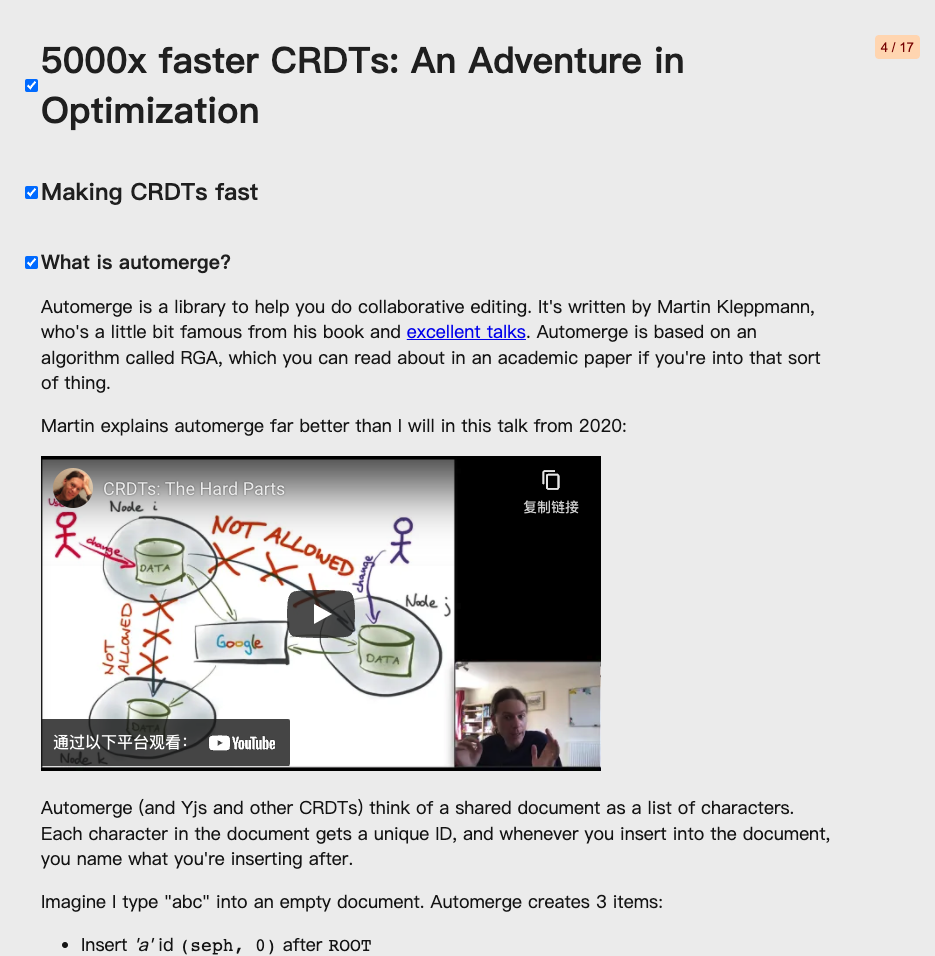 4 / 17
5000x faster CRDTs: An Adventure in
Optimization
Making CRDTs fast
What is automerge?
Automerge is a library to help you do collaborative editing. It's written by Martin Kleppmann,
who's a little bit famous from his book and excellent talks. Automerge is based on an
algorithm called RGA, which you can read about in an academic paper if you're into that sort
of thing.
Martin explains automerge far better than I will in this talk from 2020:
CRDTs: The Hard Parts
复制链接
Node i
NOT ALLOWED
change
DATA
change
Node j
NOT
ALLOWED
Google
DATA
DATA
通过以下平台观看：
YouTube
Node k
Automerge (and Yjs and other CRDTs) think of a shared document as a list of characters.
Each character in the document gets a unique ID, and whenever you insert into the document,
you name what you're inserting after.
Imagine I type "abc" into an empty document. Automerge creates 3 items:
• Insert 'a' id (seph, 0) after ROOT